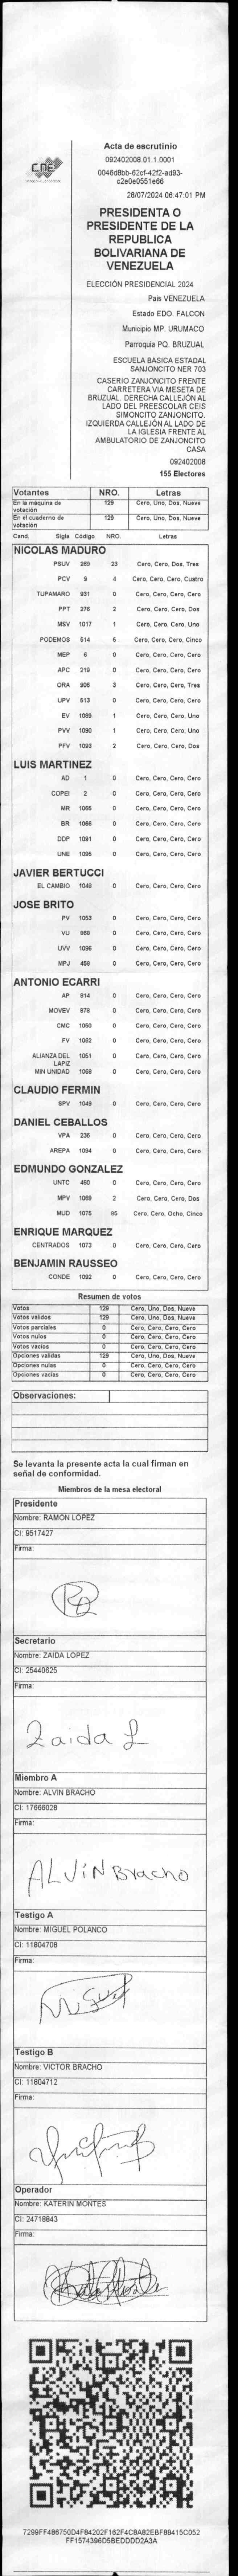 Acta de escrutinio
CNE
092402008.01.1.0001
0046d8bb-62cf-42f2-ad93-
c2e0e0551e66
28/07/2024 06:47:01 PM
PRESIDENTA O
PRESIDENTE DE LA
REPUBLICA
BOLIVARIANA DE
VENEZUELA
ELECCIÓN PRESIDENCIAL 2024
Pais VENEZUELA
Estado EDO. FALCON
Municipio MP. URUMACO
Parroquia PQ. BRUZUAL
ESCUELA BASICA ESTADAL
SANJONCITO NER 703
CASERIO ZANJONCITO FRENTE
CARRETERA VIA MESETA DE
BRUZUAL DERECHA CALLEJÓN AL
LADO DEL PREESCOLAR CEIS
SIMONCITO ZANJONCITO.
IZQUIERDA CALLEJÓN AL LADO DE
LA IGLESIA FRENTE AL
AMBULATORIO DE ZANJONCITO
CASA
092402008
155 Electores
Votantes NRO. Letras
En la máquina de votación 129 Cero, Uno, Dos, Nueve
En el cuaderno de votación 129 Cero, Uno, Dos, Nueve
Cand. Sigla Código NRO. Letras
NICOLAS MADURO
PSUV 269 23 Cero, Cero, Dos, Tres
PCV 9 4 Cero, Cero, Cero, Cuatro
TUPAMARO 931 0 Cero, Cero, Cero, Cero
PPT 276 2 Cero, Cero, Cero, Dos
MSV 1017 1 Cero, Cero, Cero, Uno
PODEMOS 514 5 Cero, Cero, Cero, Cinco
MEP 6 0 Cero, Cero, Cero, Cero
APC 219 0 Cero, Cero, Cero, Cero
ORA 906 3 Cero, Cero, Cero, Tres
UPV 513 0 Cero, Cero, Cero, Cero
EV 1089 1 Cero, Cero, Cero, Uno
PVV 1090 1 Cero, Cero, Cero, Uno
PFV 1093 2 Cero, Cero, Cero, Dos
LUIS MARTINEZ
AD 1 0 Cero, Cero, Cero, Cero
COPEI 2 0 Cero, Cero, Cero, Cero
MR 1065 0 Cero, Cero, Cero, Cero
BR 1066 0 Cero, Cero, Cero, Cero
DDP 1091 0 Cero, Cero, Cero, Cero
UNE 1095 0 Cero, Cero, Cero, Cero
JAVIER BERTUCCI
EL CAMBIO 1048 0 Cero, Cero, Cero, Cero
JOSE BRITO
PV 1053 0 Cero, Cero, Cero, Cero
VU 869 0 Cero, Cero, Cero, Cero
UVV 1096 0 Cero, Cero, Cero, Cero
MPJ 459 0 Cero, Cero, Cero, Cero
ANTONIO ECARRI
AP 814 0 Cero, Cero, Cero, Cero
MOVEV 878 0 Cero, Cero, Cero, Cero
CMC 1060 0 Cero, Cero, Cero, Cero
FV 1062 0 Cero, Cero, Cero, Cero
ALIANZA DEL LAPIZ 1051 0 Cero, Cero, Cero, Cero
MIN UNIDAD 1058 0 Cero, Cero, Cero, Cero
CLAUDIO FERMIN
SPV 1049 0 Cero, Cero, Cero, Cero
DANIEL CEBALLOS
VPA 236 0 Cero, Cero, Cero, Cero
AREPA 1094 0 Cero, Cero, Cero, Cero
EDMUNDO GONZALEZ
UNTC 460 0 Cero, Cero, Cero, Cero
MPV 1069 2 Cero, Cero, Cero, Dos
MUD 1075 85 Cero, Cero, Ocho, Cinco
ENRIQUE MARQUEZ
CENTRADOS 1073 0 Cero, Cero, Cero, Cero
BENJAMIN RAUSSEO
CONDE 1092 0 Cero, Cero, Cero, Cero
Resumen de votos
Votos 129 Cero, Uno, Dos, Nueve
Votos validos 129 Cero, Uno, Dos, Nueve
Votos parciales 0 Cero, Cero, Cero, Cero
Votos nulos 0 Cero, Cero, Cero, Cero
Votos vacios 0 Cero, Cero, Cero, Cero
Opciones validas 129 Cero, Uno, Dos, Nueve
Opciones nulas 0 Cero, Cero, Cero, Cero
Opciones vacias 0 Cero, Cero, Cero, Cero
Observaciones:
Se levanta la presente acta la cual firman en
señal de conformidad.
Miembros de la mesa electoral
Presidente
Nombre: RAMON LOPEZ
CI: 9517427
Firma:
Secretario
Nombre: ZAIDA LOPEZ
CI: 25440625
Firma:
Zaida L
Miembro A
Nombre: ALVIN BRACHO
CI: 17666028
Firma:
ALVIN Bracho
Testigo A
Nombre: MIGUEL POLANCO
CI: 11804708
Firma:
Miguel
Testigo B
Nombre: VICTOR BRACHO
CI: 11804712
Firma:
Operador
Nombre: KATERIN MONTES
CI: 24718843
Firma:
7299FF486750D4F84202F162F4C8A82EBF8B415C052
FF1574396D5BEDDDD2A3A